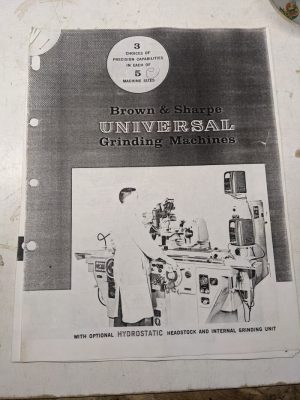 3
CHOICES OF
PRECISION CAPABILITIES
IN EACH OF
5
MACHINE SIZES
Brown & Sharpe
UNIVERSAL
Grinding Machines
WITH OPTIONAL HYDROSTATIC HEADSTOCK AND INTERNAL GRINDING UNIT